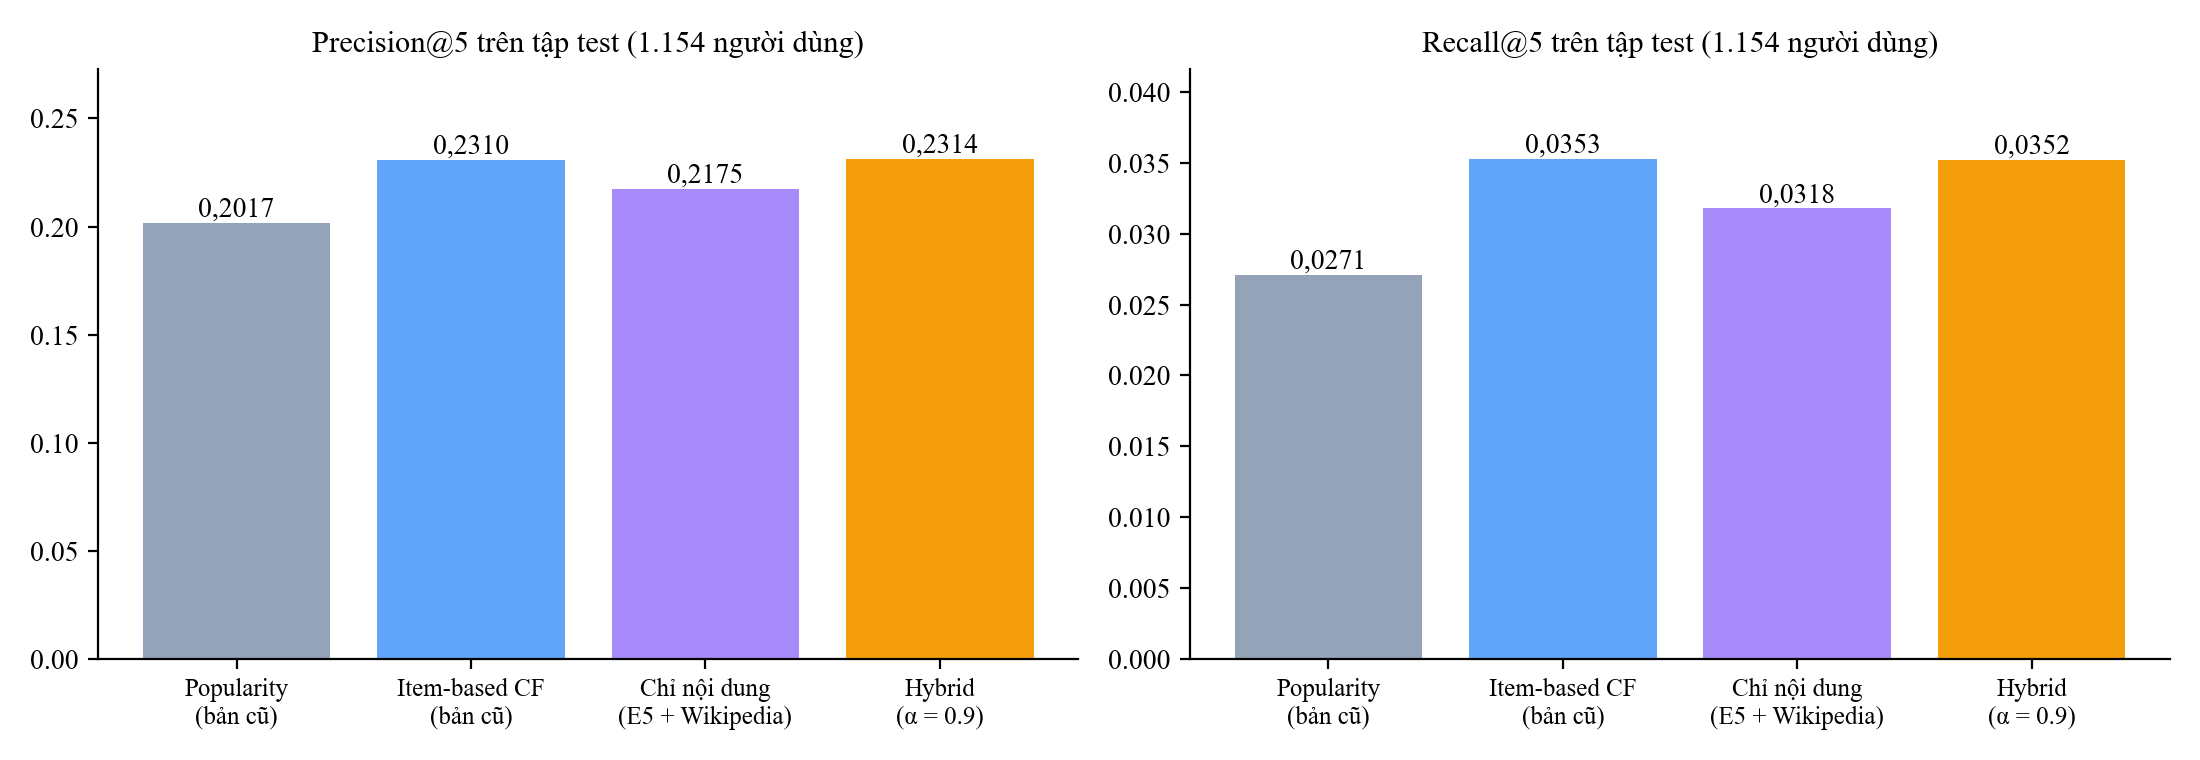 Precision@5 trên tập test (1.154 người dùng)
0.25
0.20
0.15
0.10
0.05
0.00
0,2017
0,2310
0,2175
0,2314
Popularity
(bản cũ)
Item-based CF
(bản cũ)
Chỉ nội dung
(E5 + Wikipedia)
Hybrid
(α = 0.9)
Recall@5 trên tập test (1.154 người dùng)
0.040
0.035
0.030
0.025
0.020
0.015
0.010
0.005
0.000
0,0271
0,0353
0,0318
0,0352
Popularity
(bản cũ)
Item-based CF
(bản cũ)
Chỉ nội dung
(E5 + Wikipedia)
Hybrid
(α = 0.9)